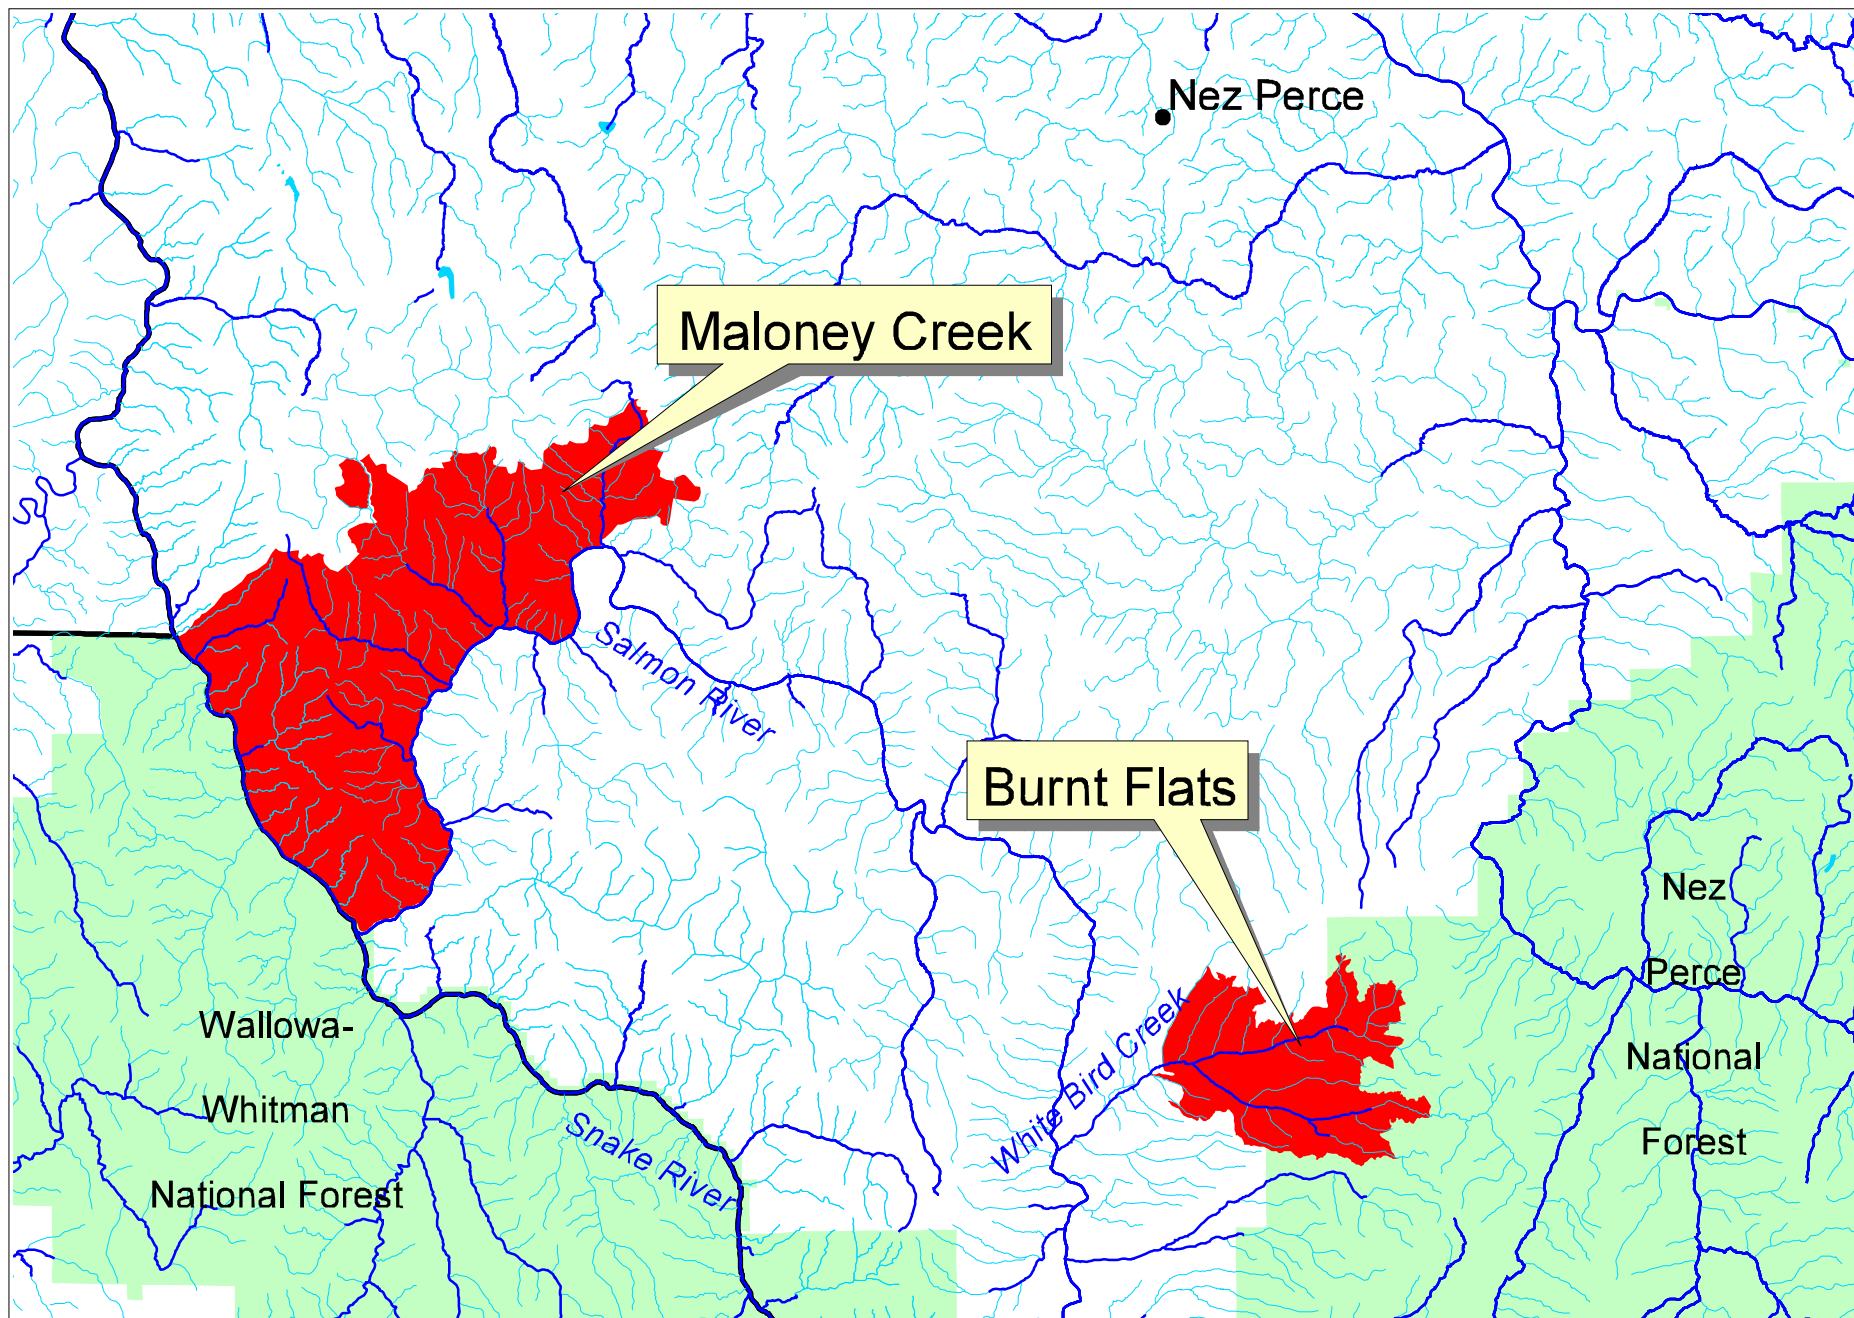 Nez Perce
Maloney Creek
Salmon River
Burnt Flats
Nez
Perce
National
Forest
White Bird Creek
Wallowa-
Whitman
National Forest
Snake River